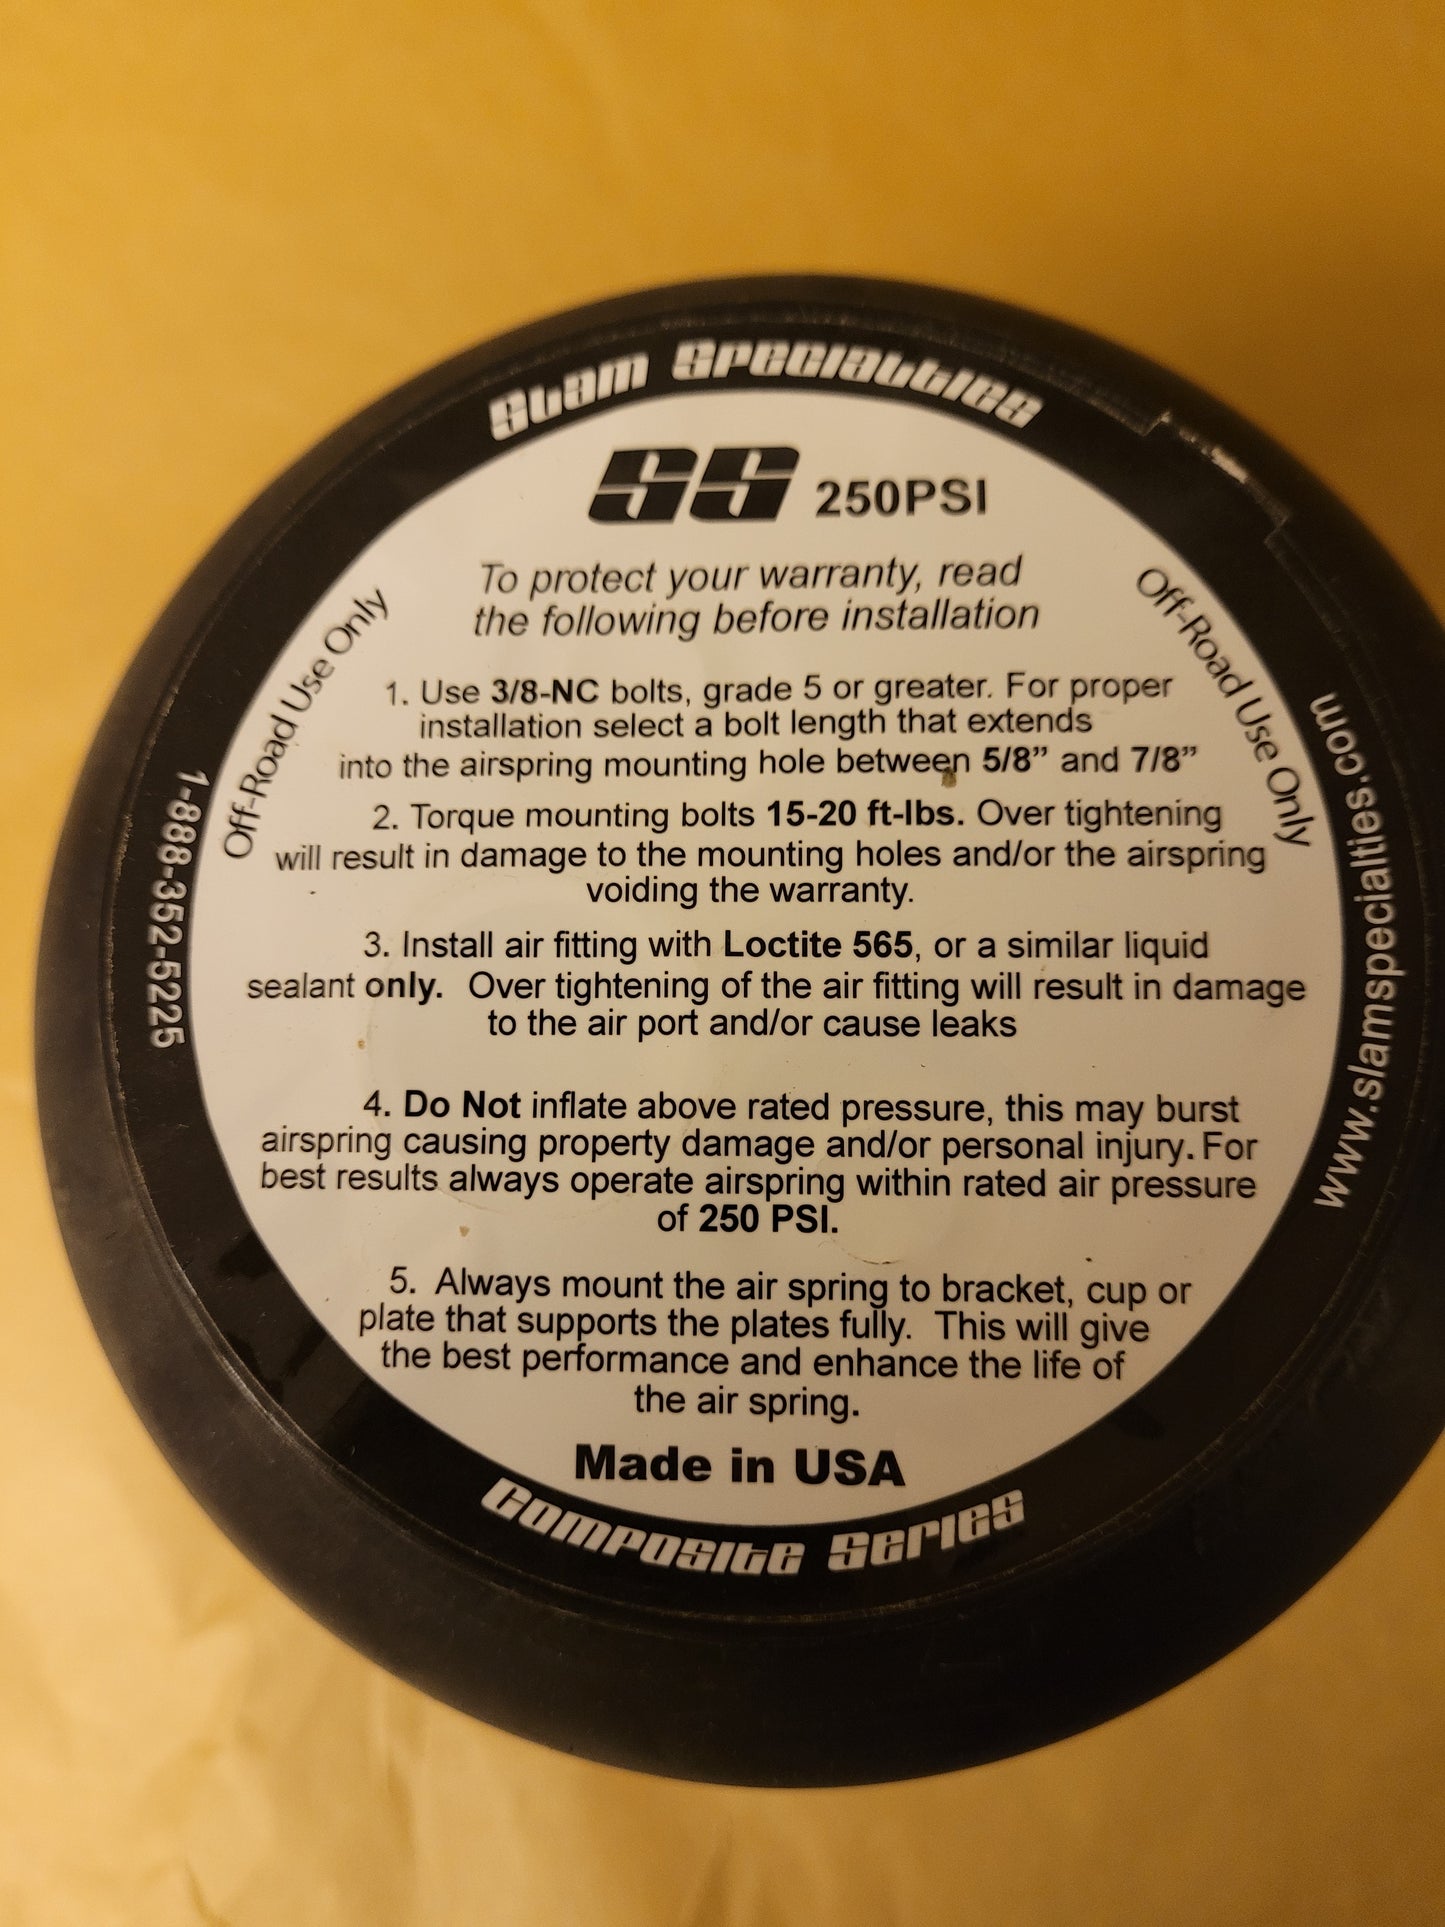 Slam Specialties
SS 250PSI
To protect your warranty, read
the following before installation
Off-Road Use Only
Off-Road Use Only
1-888-352-5225
www.slamspecialties.com
1. Use 3/8-NC bolts, grade 5 or greater. For proper
installation select a bolt length that extends
into the airspring mounting hole between 5/8” and 7/8”
2. Torque mounting bolts 15-20 ft-lbs. Over tightening
will result in damage to the mounting holes and/or the airspring
voiding the warranty.
3. Install air fitting with Loctite 565, or a similar liquid
sealant only. Over tightening of the air fitting will result in damage
to the air port and/or cause leaks
4. Do Not inflate above rated pressure, this may burst
airspring causing property damage and/or personal injury. For
best results always operate airspring within rated air pressure
of 250 PSI.
5. Always mount the air spring to bracket, cup or
plate that supports the plates fully. This will give
the best performance and enhance the life of
the air spring.
Made in USA
Composite Series